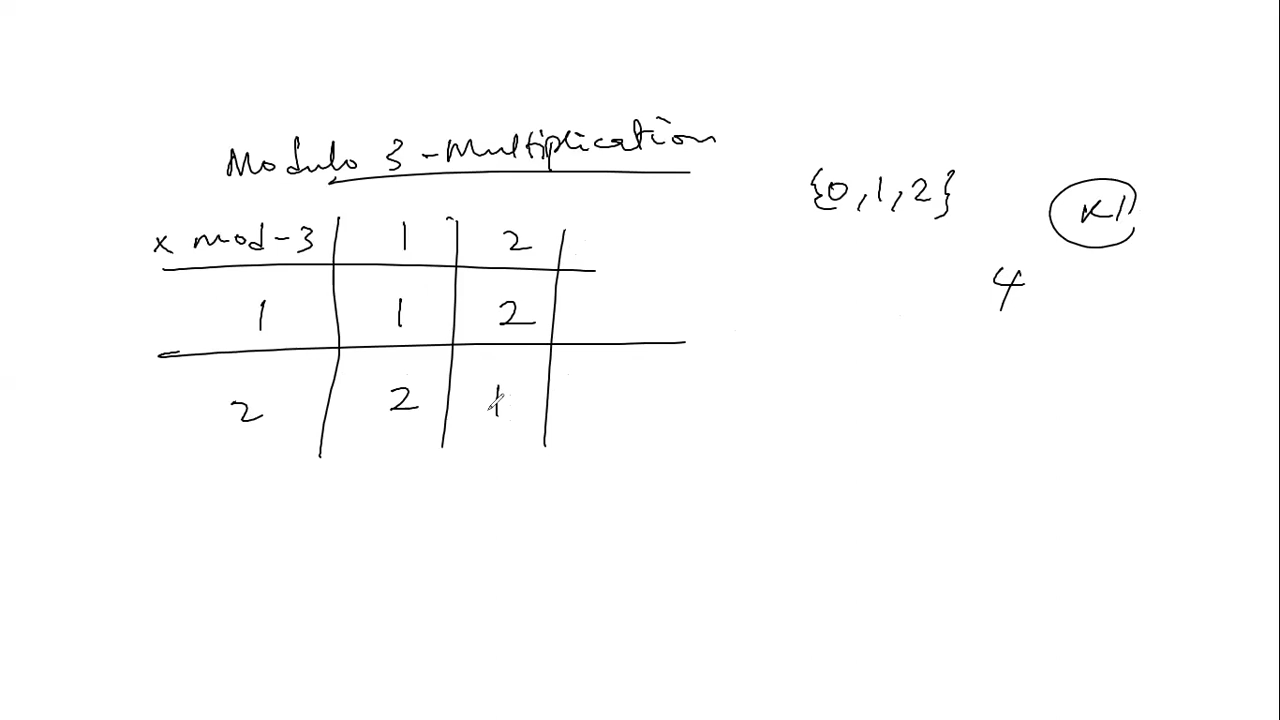 Modulo 3 - Multiplication
{0, 1, 2}
x mod-3 1 2
1 1 2
4
2 2 1